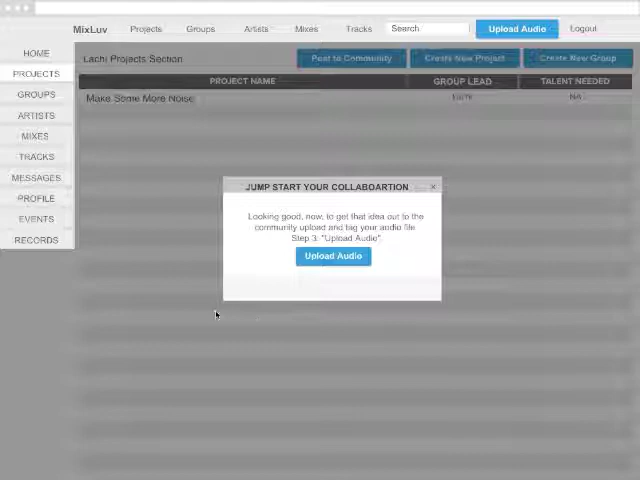 MixLuv Projects Groups Artists Mixes Tracks Search Upload Audio Logout
HOME
PROJECTS
GROUPS
ARTISTS
MIXES
TRACKS
MESSAGES
PROFILE
EVENTS
RECORDS
Lachi Projects Section Post to Community Create New Project Create New Group
PROJECT NAME GROUP LEAD TALENT NEEDED
Make Some More Noise
JUMP START YOUR COLLABOARTION ×
Looking good, now, to get that idea out to the
community upload and tag your audio file
Step 3: "Upload Audio"
Upload Audio